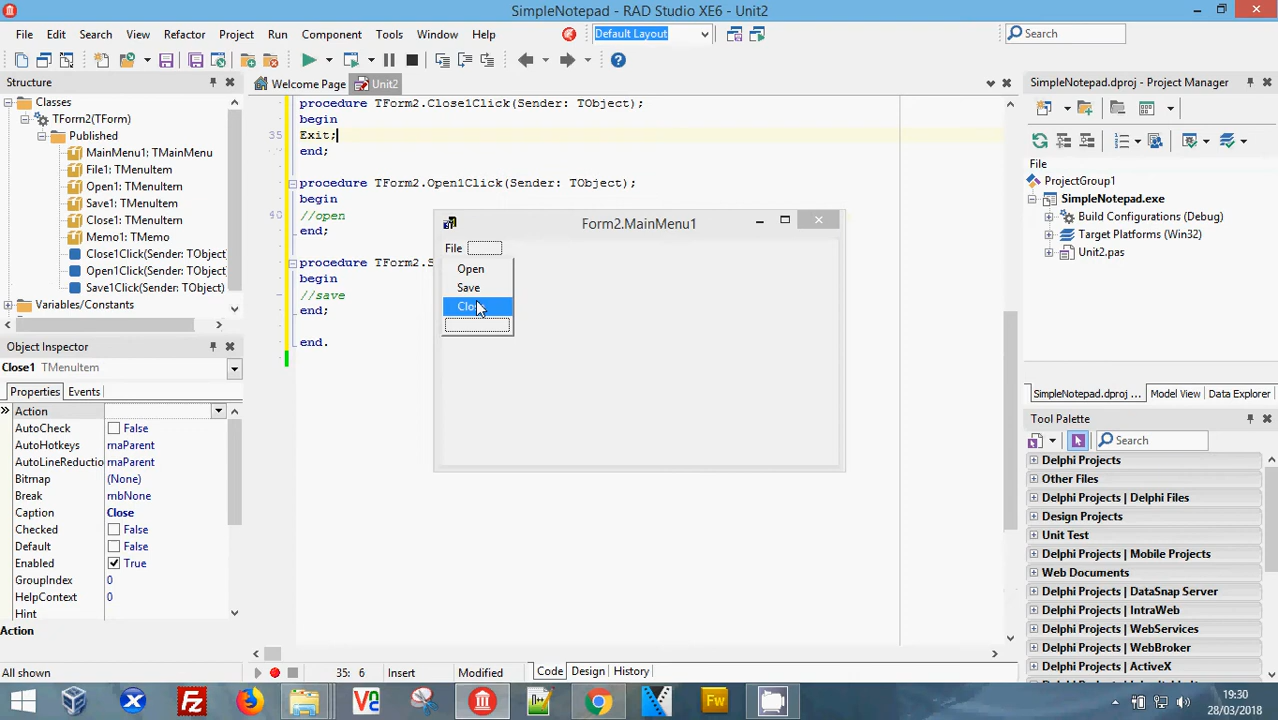 SimpleNotepad - RAD Studio XE6 - Unit2
File Edit Search View Refactor Project Run Component Tools Window Help
Default Layout
Search
Structure
Welcome Page
Unit2
SimpleNotepad.dproj - Project Manager
Classes
TForm2(TForm)
Published
MainMenu1: TMainMenu
File1: TMenuItem
Open1: TMenuItem
Save1: TMenuItem
Close1: TMenuItem
Memo1: TMemo
Close1Click(Sender: TObject)
Open1Click(Sender: TObject)
Save1Click(Sender: TObject)
Variables/Constants
procedure TForm2.Close1Click(Sender: TObject);
begin
35
Exit;
end;
procedure TForm2.Open1Click(Sender: TObject);
begin
40
//open
end;
procedure TForm2.S
begin
//save
end;
end.
Form2.MainMenu1
File
Open
Save
File
ProjectGroup1
SimpleNotepad.exe
Build Configurations (Debug)
Target Platforms (Win32)
Unit2.pas
Object Inspector
Close1 TMenuItem
Properties
Events
Action
AutoCheck False
AutoHotkeys maParent
AutoLineReductio maParent
Bitmap (None)
Break mbNone
Caption Close
Checked False
Default False
Enabled True
GroupIndex 0
HelpContext 0
Hint
Action
All shown
SimpleNotepad.dproj ...
Model View
Data Explorer
Tool Palette
Search
Delphi Projects
Other Files
Delphi Projects | Delphi Files
Design Projects
Unit Test
Delphi Projects | Mobile Projects
Web Documents
Delphi Projects | DataSnap Server
Delphi Projects | IntraWeb
Delphi Projects | WebServices
Delphi Projects | WebBroker
Delphi Projects | ActiveX
35: 6
Insert
Modified
Code
Design
History
Fw
19:30
28/03/2018